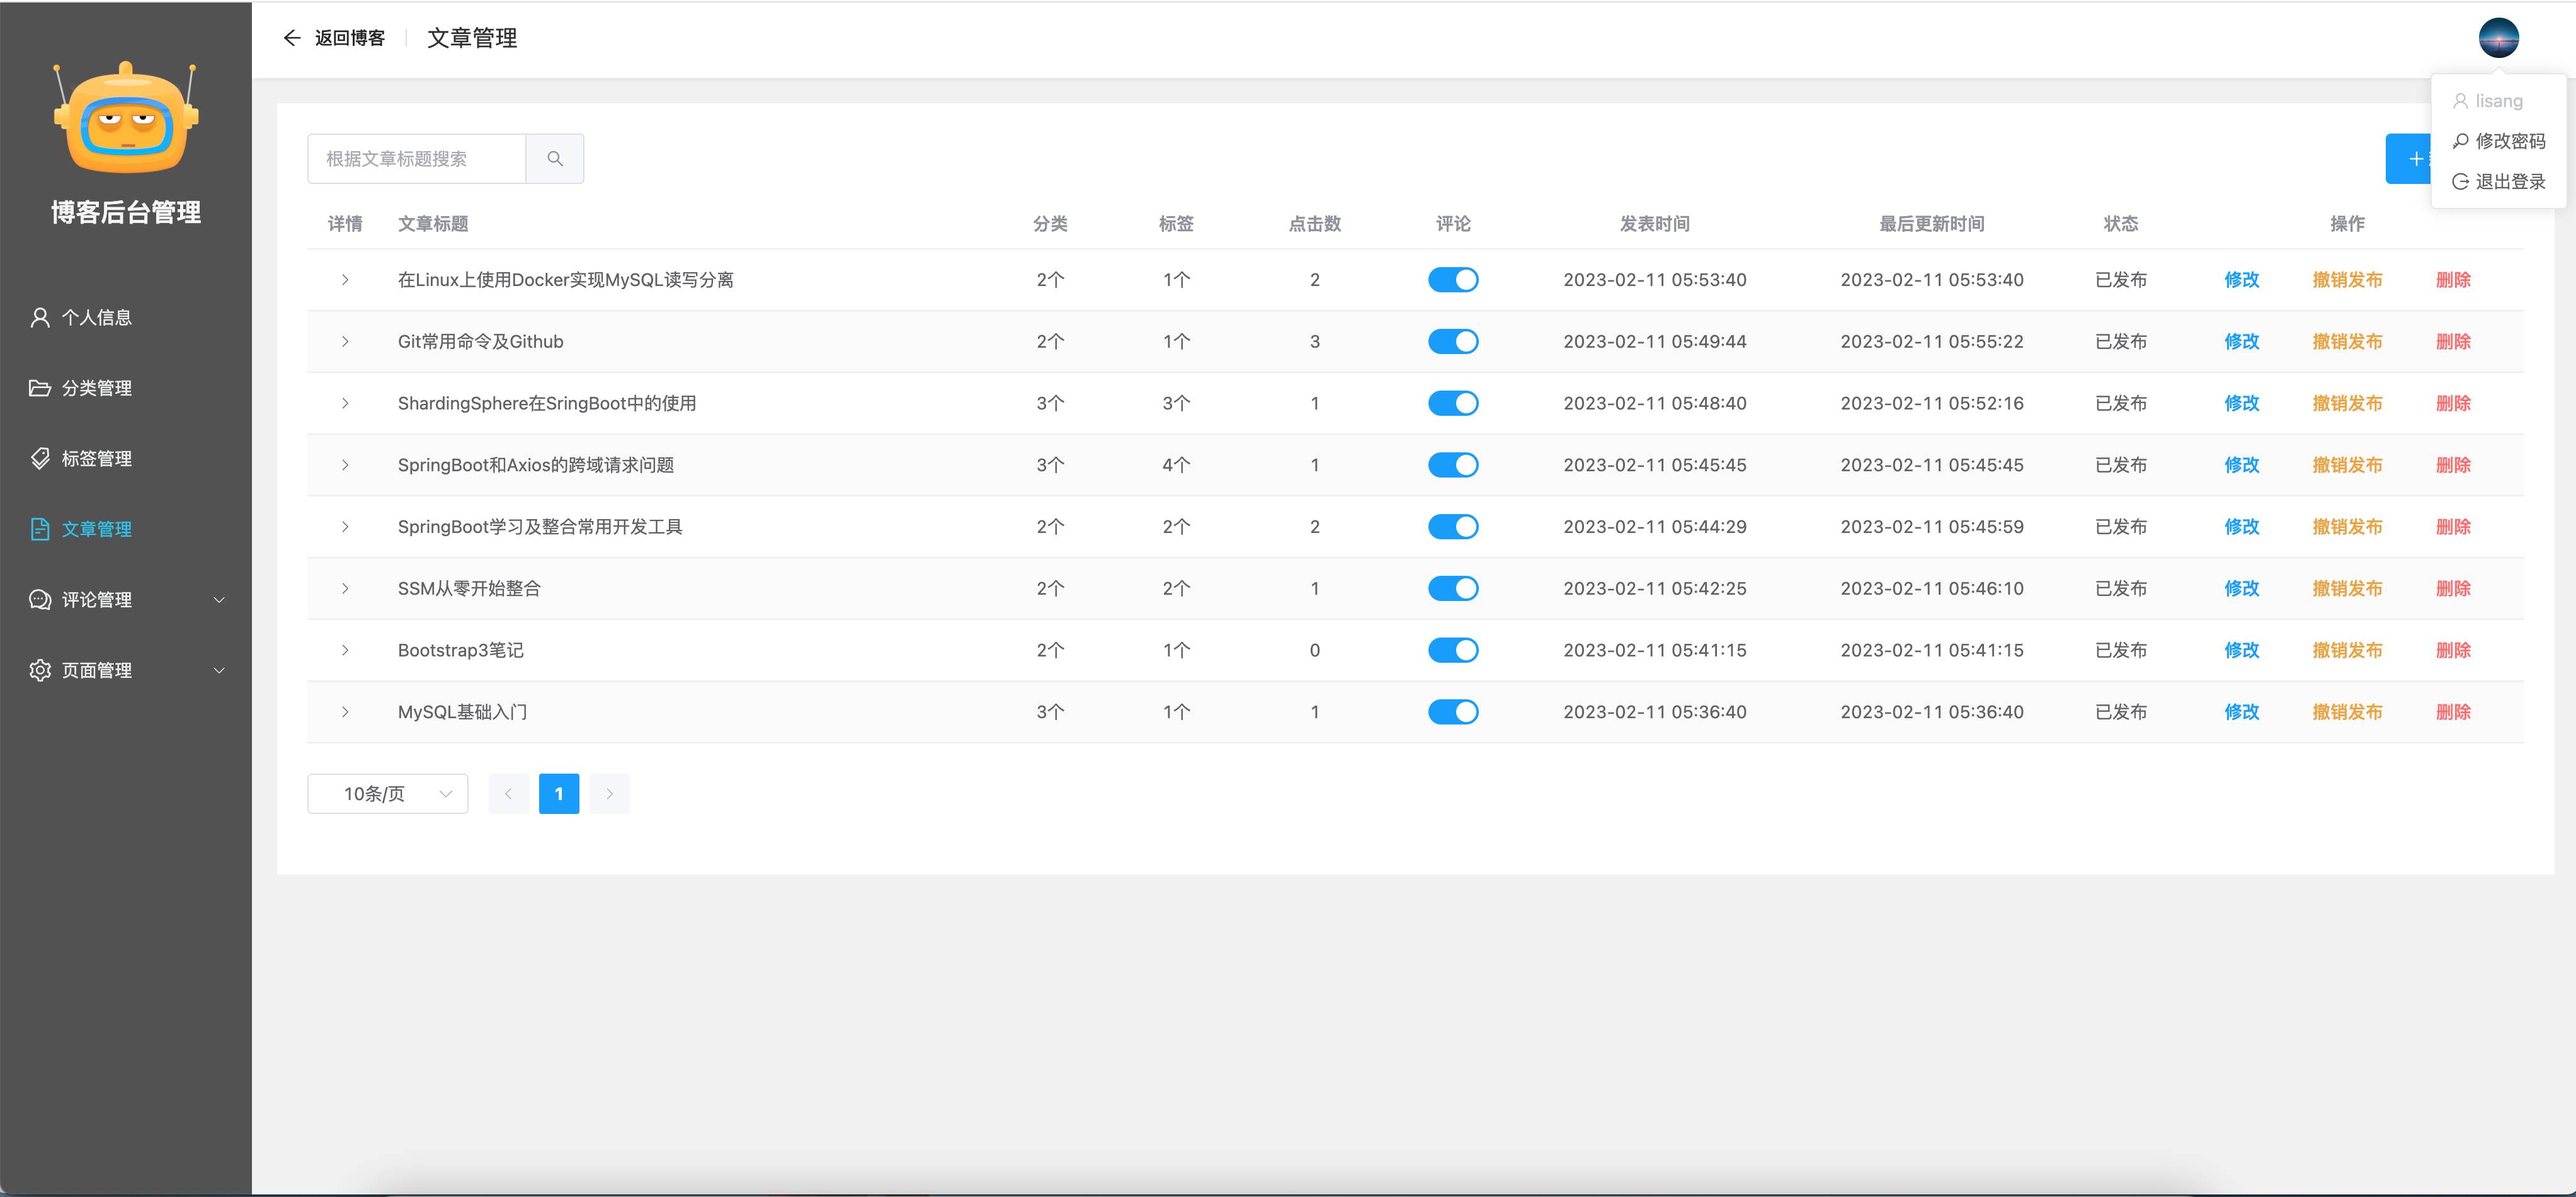 博客后台管理
个人信息
分类管理
标签管理
文章管理
评论管理
页面管理
返回博客 文章管理
lisang
修改密码
退出登录
根据文章标题搜索
详情 文章标题 分类 标签 点击数 评论 发表时间 最后更新时间 状态 操作
在Linux上使用Docker实现MySQL读写分离 2个 1个 2 2023-02-11 05:53:40 2023-02-11 05:53:40 已发布 修改 撤销发布 删除
Git常用命令及Github 2个 1个 3 2023-02-11 05:49:44 2023-02-11 05:55:22 已发布 修改 撤销发布 删除
ShardingSphere在SringBoot中的使用 3个 3个 1 2023-02-11 05:48:40 2023-02-11 05:52:16 已发布 修改 撤销发布 删除
SpringBoot和Axios的跨域请求问题 3个 4个 1 2023-02-11 05:45:45 2023-02-11 05:45:45 已发布 修改 撤销发布 删除
SpringBoot学习及整合常用开发工具 2个 2个 2 2023-02-11 05:44:29 2023-02-11 05:45:59 已发布 修改 撤销发布 删除
SSM从零开始整合 2个 2个 1 2023-02-11 05:42:25 2023-02-11 05:46:10 已发布 修改 撤销发布 删除
Bootstrap3笔记 2个 1个 0 2023-02-11 05:41:15 2023-02-11 05:41:15 已发布 修改 撤销发布 删除
MySQL基础入门 3个 1个 1 2023-02-11 05:36:40 2023-02-11 05:36:40 已发布 修改 撤销发布 删除
10条/页 1